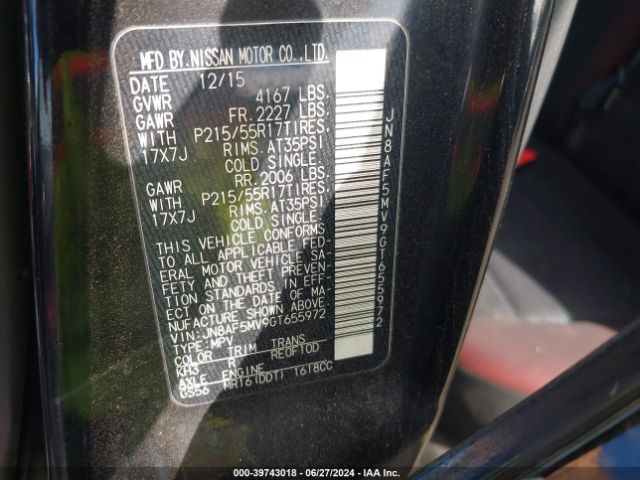 MFD BY.NISSAN MOTOR CO.,LTD.
DATE 12/15
GVWR 4167 LBS.
GAWR FR. 2227 LBS.
WITH P215/55R17TIRES.
17X7J RIMS. AT35PSI
COLD SINGLE.
GAWR RR. 2006 LBS.
WITH P215/55R17TIRES.
17X7J RIMS. AT35PSI
COLD SINGLE.
THIS VEHICLE CONFORMS
TO ALL APPLICABLE FED-
ERAL MOTOR VEHICLE SA-
FETY AND THEFT PREVEN-
TION STANDARDS IN EFF-
ECT ON THE DATE OF MA-
NUFACTURE SHOWN ABOVE.
VIN:JN8AF5MV9GT655972
TYPE:MPV
COLOR TRIM TRANS
KH3 REOFTOD
AXLE ENGINE
GS56 MR16(DDT) 1618CC
JN8AF5MV9GT655972
000-39743018 | 06/27/2024 | IAA Inc.